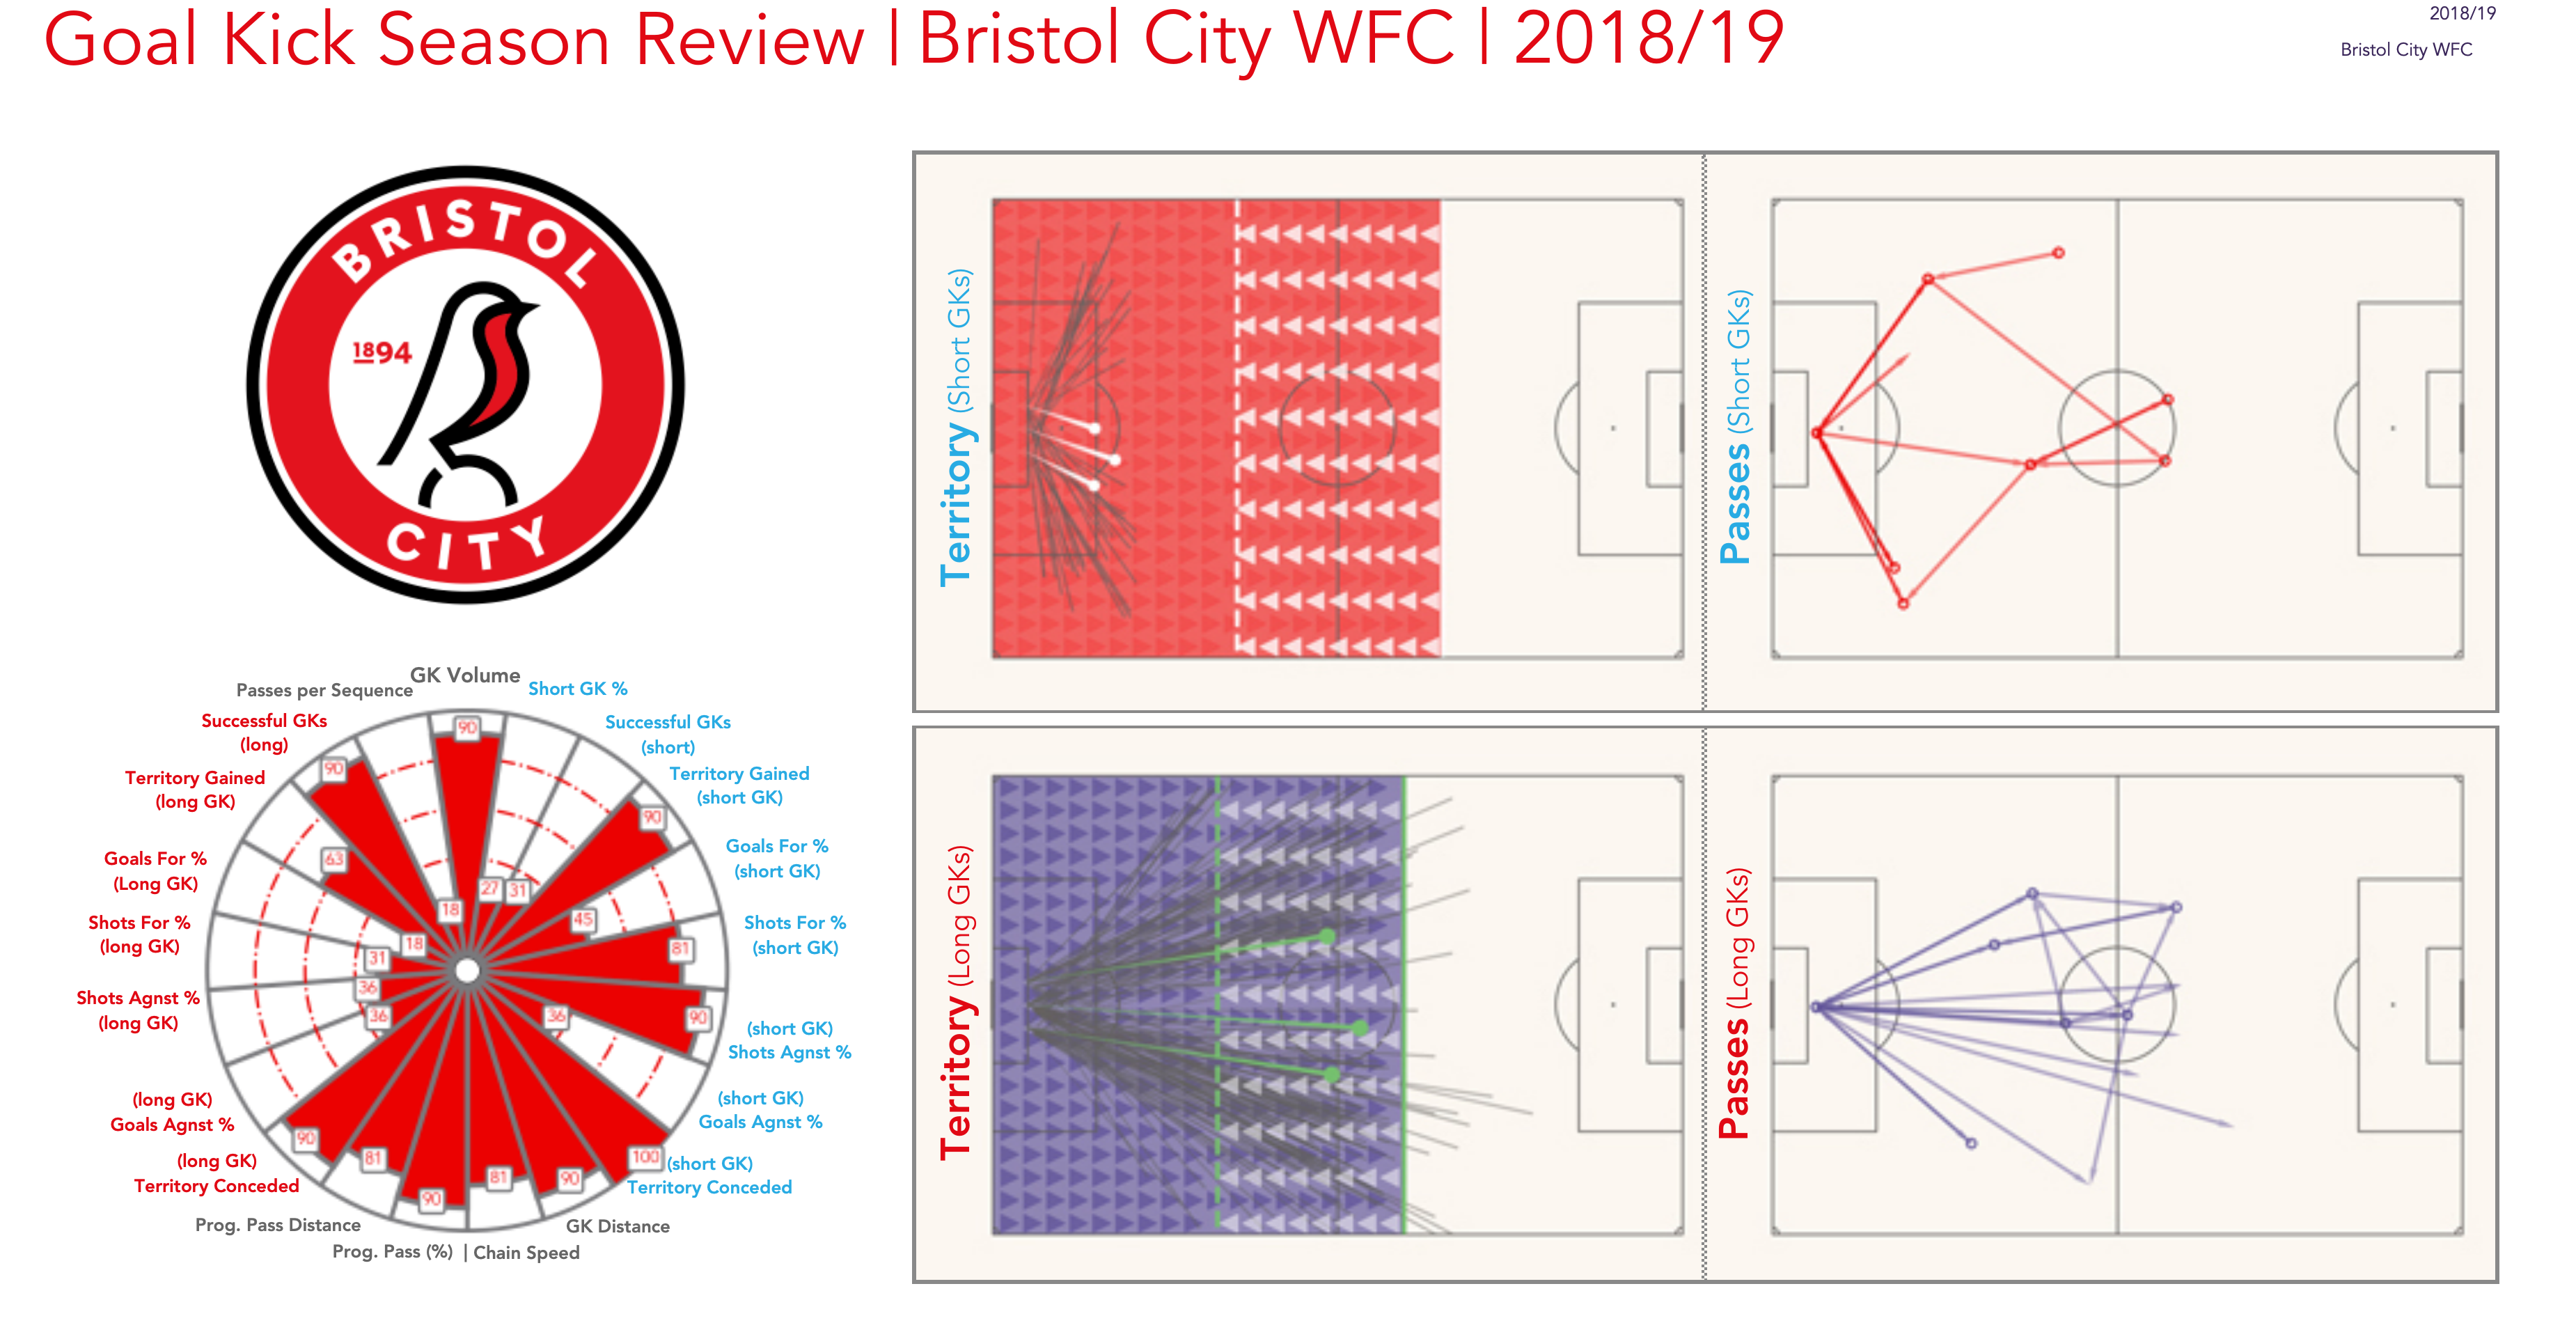 Goal Kick Season Review | Bristol City WFC | 2018/19
2018/19
Bristol City WFC
BRISTOL
1894
CITY
GK Volume
Passes per Sequence
Short GK %
Successful GKs
(long)
Successful GKs
(short)
Territory Gained
(long GK)
Territory Gained
(short GK)
Goals For %
(Long GK)
Goals For %
(short GK)
Shots For %
(long GK)
Shots For %
(short GK)
Shots Agnst %
(long GK)
(short GK)
Shots Agnst %
(long GK)
Goals Agnst %
(short GK)
Goals Agnst %
(long GK)
Territory Conceded
(short GK)
Territory Conceded
Prog. Pass Distance
GK Distance
Prog. Pass (%) | Chain Speed
90
27
31
90
45
81
90
36
100
90
81
90
81
90
36
36
31
18
63
90
18
Territory (Short GKs)
Passes (Short GKs)
Territory (Long GKs)
Passes (Long GKs)